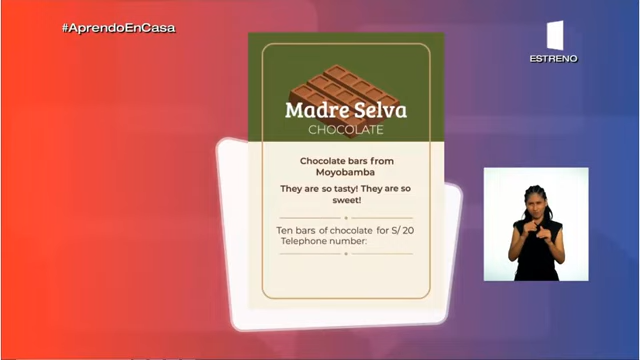 #AprendoEnCasa
ESTRENO
Madre Selva
CHOCOLATE
Chocolate bars from
Moyobamba
They are so tasty! They are so
sweet!
Ten bars of chocolate for S/ 20
Telephone number: